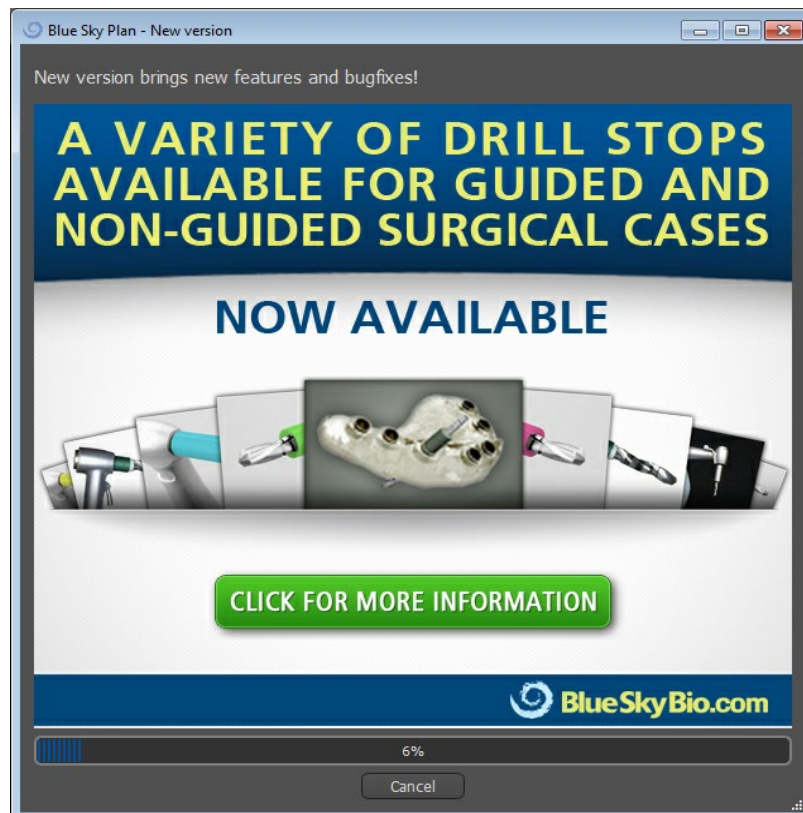 Blue Sky Plan - New version
New version brings new features and bugfixes!
A VARIETY OF DRILL STOPS
AVAILABLE FOR GUIDED AND
NON-GUIDED SURGICAL CASES
NOW AVAILABLE
CLICK FOR MORE INFORMATION
BlueSkyBio.com
6%
Cancel